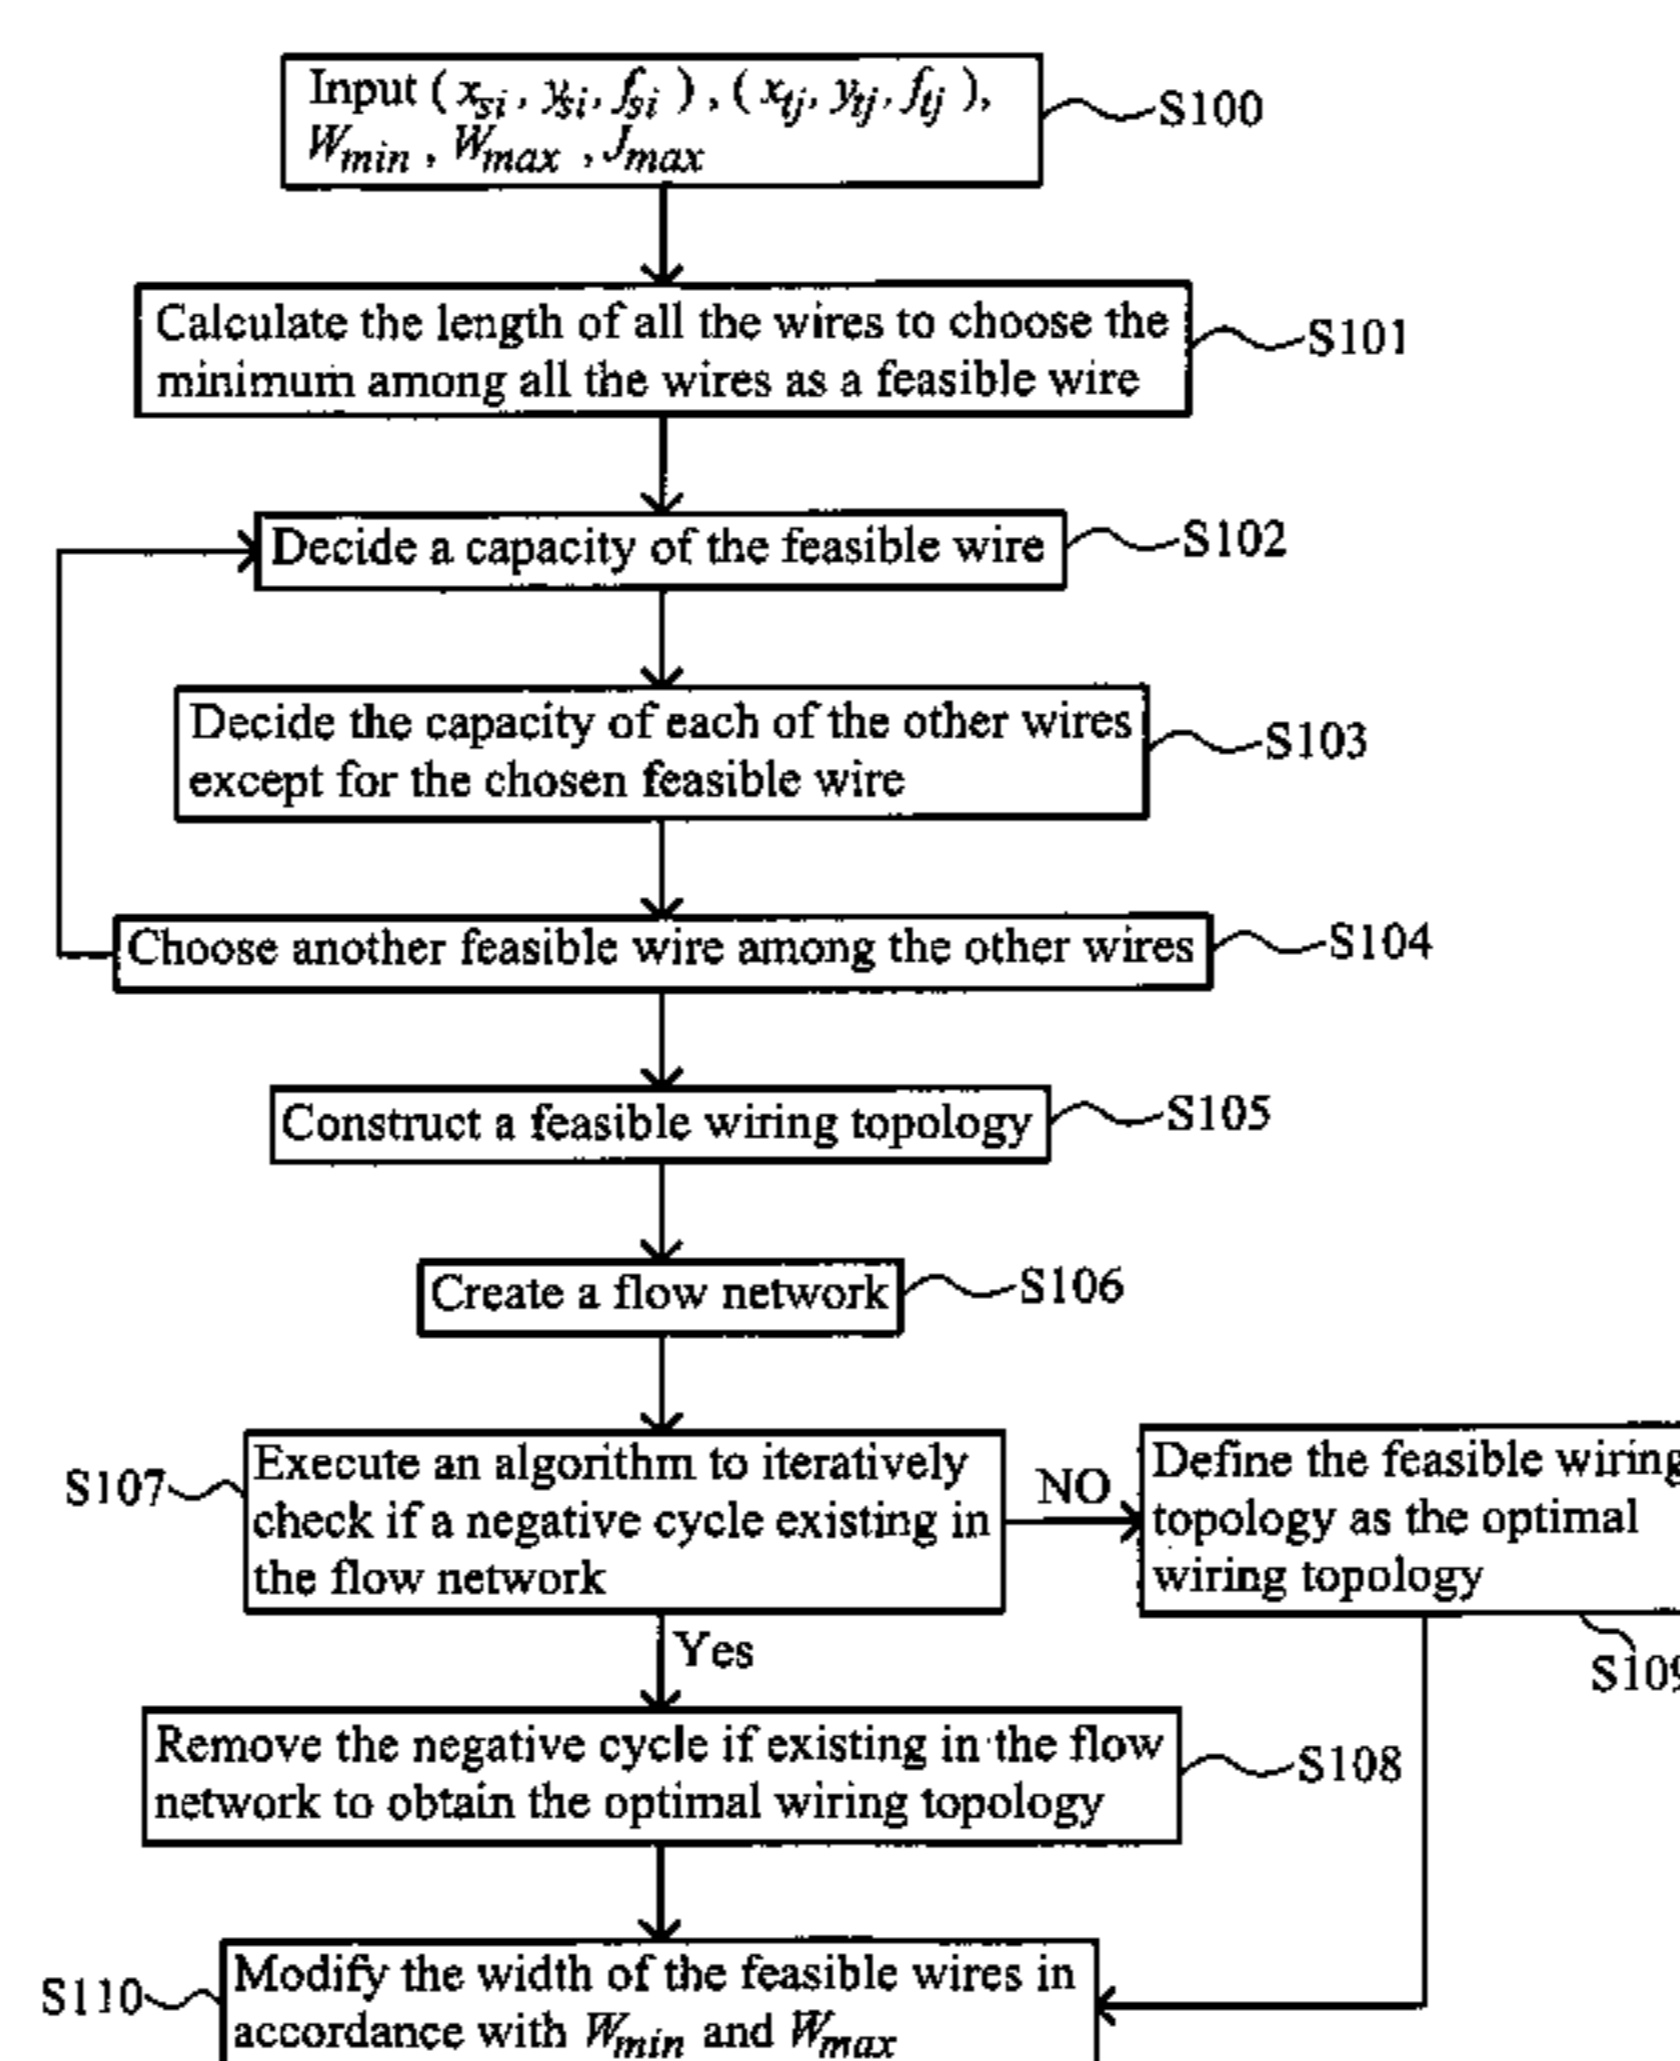 Input ( x_si , y_si , f_si ) , ( x_tj , y_tj , f_tj ),
W_min , W_max , J_max
S100
Calculate the length of all the wires to choose the
minimum among all the wires as a feasible wire
S101
Decide a capacity of the feasible wire
S102
Decide the capacity of each of the other wires
except for the chosen feasible wire
S103
Choose another feasible wire among the other wires
S104
Construct a feasible wiring topology
S105
Create a flow network
S106
S107
Execute an algorithm to iteratively
check if a negative cycle existing in
the flow network
NO
Define the feasible wiring
topology as the optimal
wiring topology
S109
Yes
Remove the negative cycle if existing in the flow
network to obtain the optimal wiring topology
S108
S110
Modify the width of the feasible wires in
accordance with W_min and W_max